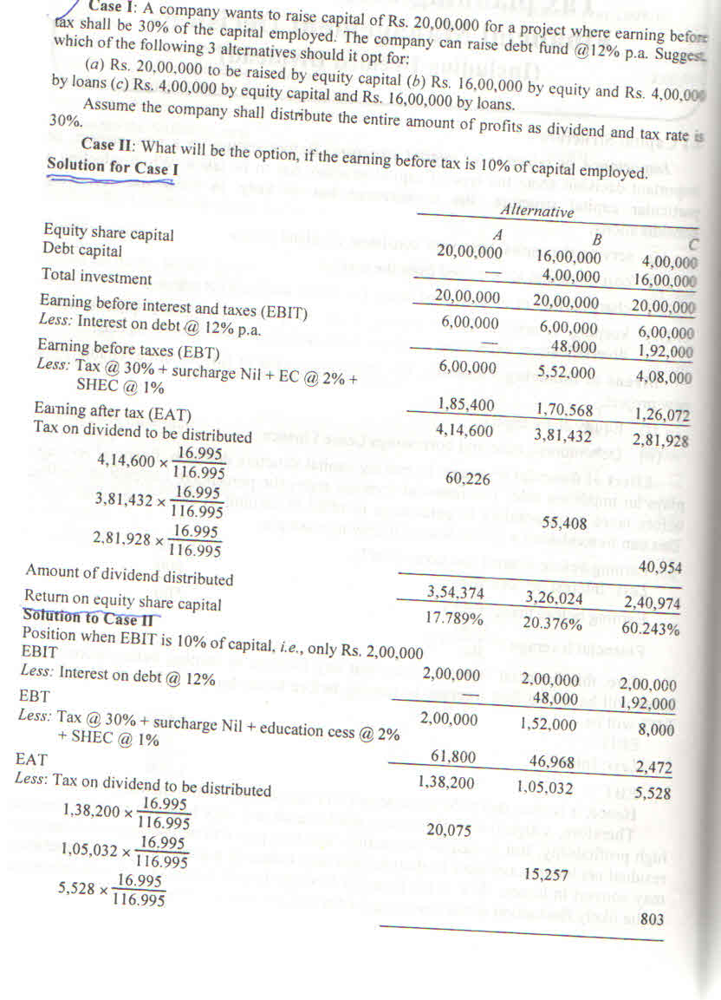 Case I: A company wants to raise capital of Rs. 20,00,000 for a project where earning before
tax shall be 30% of the capital employed. The company can raise debt fund @12% p.a. Suggest
which of the following 3 alternatives should it opt for:
(a) Rs. 20,00,000 to be raised by equity capital (b) Rs. 16,00,000 by equity and Rs. 4,00,000
by loans (c) Rs. 4,00,000 by equity capital and Rs. 16,00,000 by loans.
Assume the company shall distribute the entire amount of profits as dividend and tax rate is
30%.
Case II: What will be the option, if the earning before tax is 10% of capital employed.
Solution for Case I
Alternative
A B C
Equity share capital 20,00,000 16,00,000 4,00,000
Debt capital — 4,00,000 16,00,000
Total investment 20,00,000 20,00,000 20,00,000
Earning before interest and taxes (EBIT) 6,00,000 6,00,000 6,00,000
Less: Interest on debt @ 12% p.a. — 48,000 1,92,000
Earning before taxes (EBT) 6,00,000 5,52,000 4,08,000
Less: Tax @ 30% + surcharge Nil + EC @ 2% +
SHEC @ 1% 1,85,400 1,70.568 1,26,072
Earning after tax (EAT) 4,14,600 3,81,432 2,81,928
Tax on dividend to be distributed
4,14,600 × 16.995/116.995 60,226
3,81,432 × 16.995/116.995 55,408
2,81,928 × 16.995/116.995 40,954
Amount of dividend distributed 3,54,374 3,26,024 2,40,974
Return on equity share capital 17.789% 20.376% 60.243%
Solution to Case II
Position when EBIT is 10% of capital, i.e., only Rs. 2,00,000
EBIT 2,00,000 2,00,000 2,00,000
Less: Interest on debt @ 12% — 48,000 1,92,000
EBT 2,00,000 1,52,000 8,000
Less: Tax @ 30% + surcharge Nil + education cess @ 2%
+ SHEC @ 1% 61,800 46,968 2,472
EAT 1,38,200 1,05,032 5,528
Less: Tax on dividend to be distributed
1,38,200 × 16.995/116.995 20,075
1,05,032 × 16.995/116.995 15,257
5,528 × 16.995/116.995 803